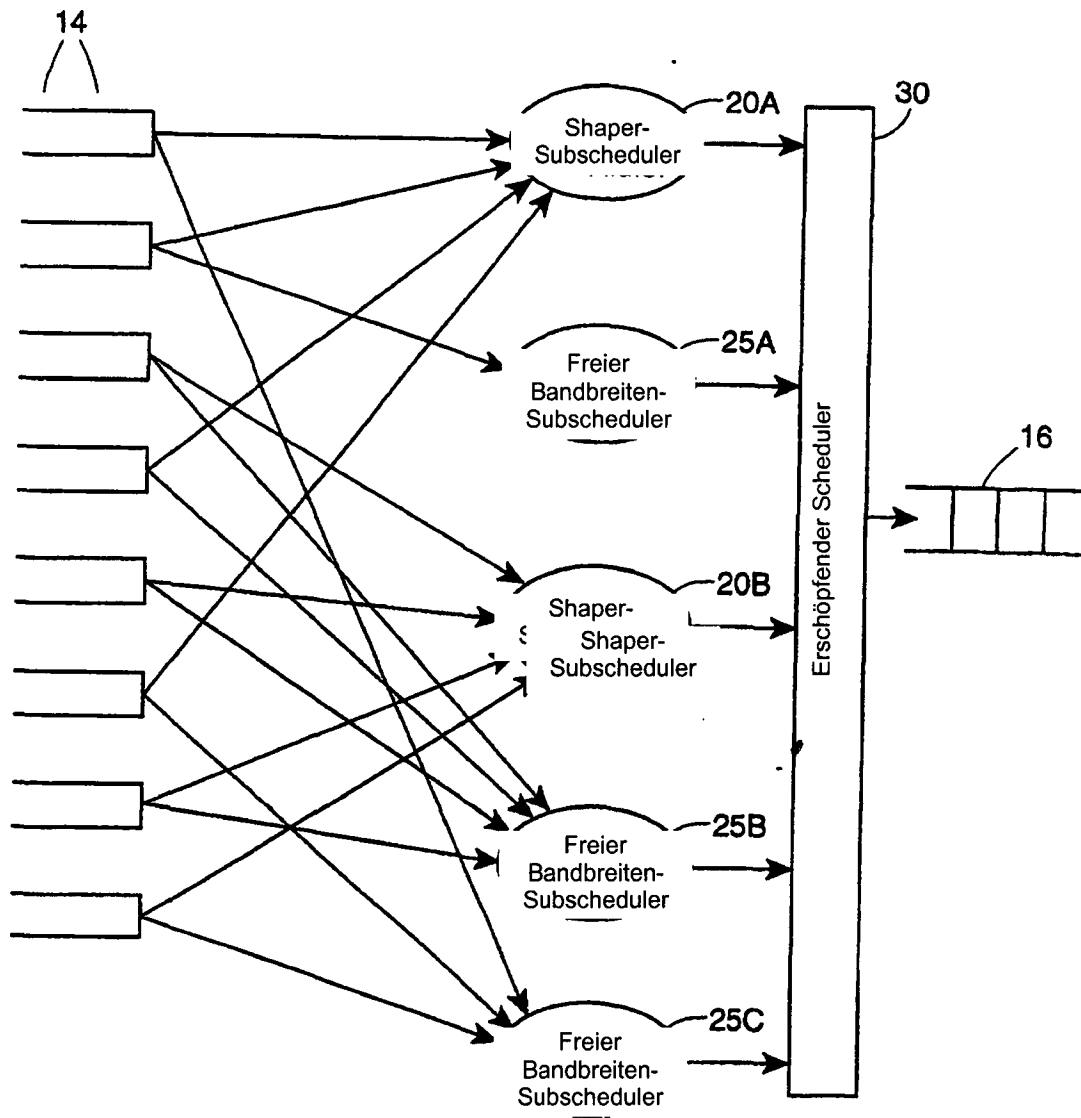 14
20A
30
Shaper-
Subscheduler
25A
Freier
Bandbreiten-
Subscheduler
16
Erschöpfender Scheduler
20B
Shaper-
Shaper-
Subscheduler
25B
Freier
Bandbreiten-
Subscheduler
25C
Freier
Bandbreiten-
Subscheduler